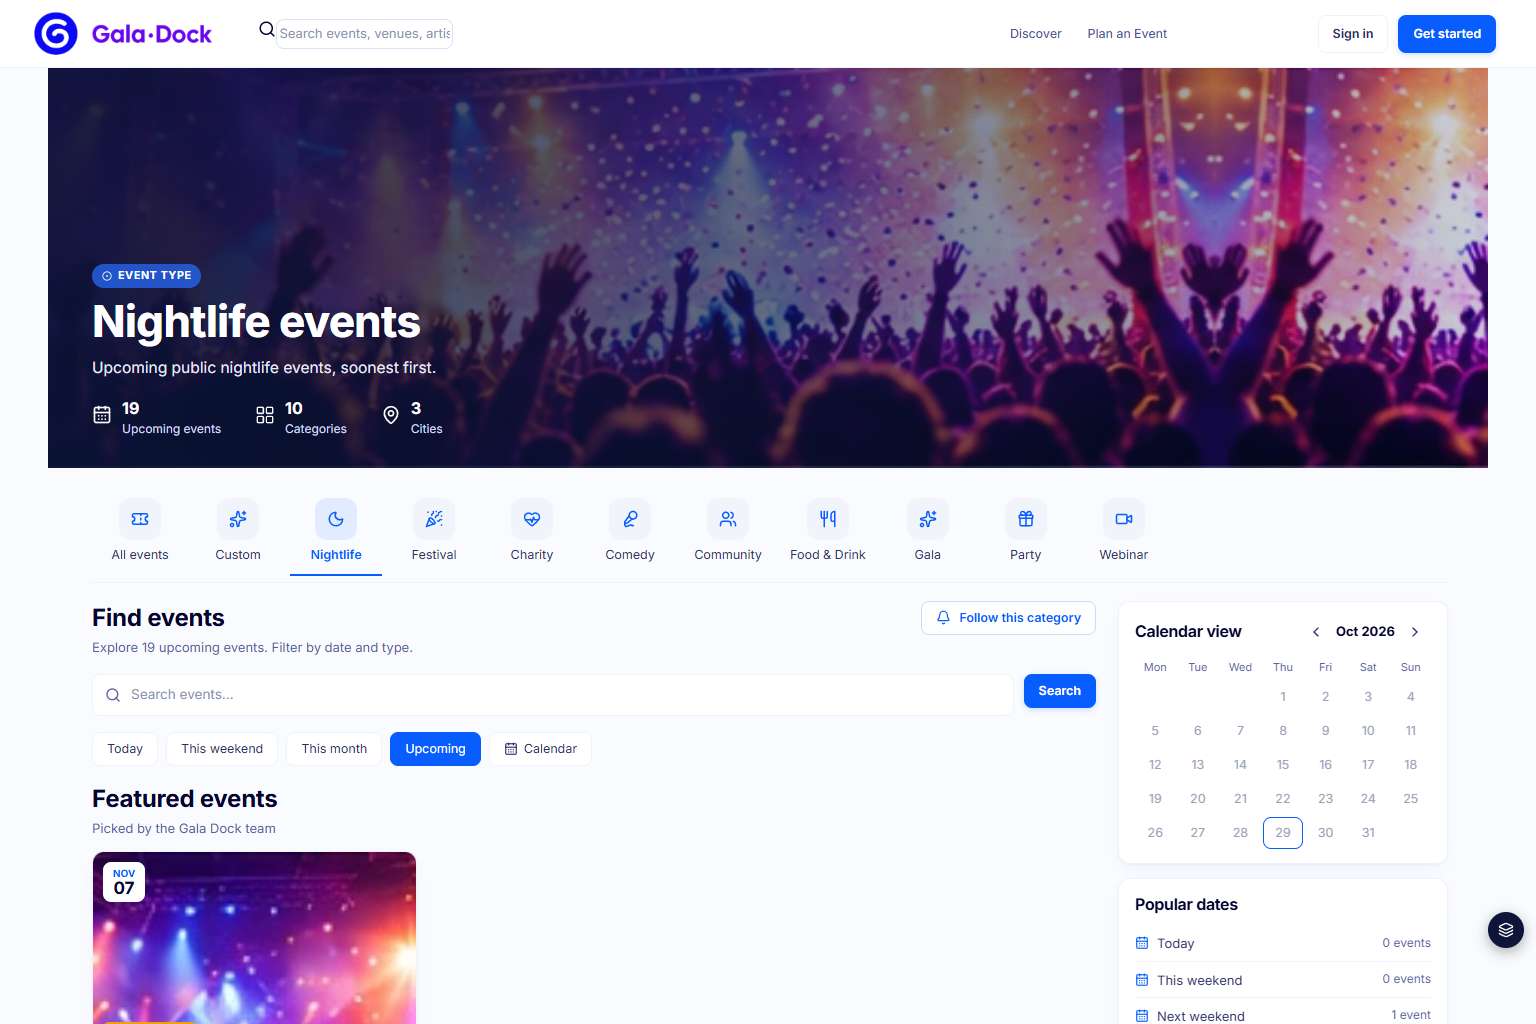 Gala·Dock
Search events, venues, artis
Discover
Plan an Event
Sign in
Get started
EVENT TYPE
Nightlife events
Upcoming public nightlife events, soonest first.
19
Upcoming events
10
Categories
3
Cities
All events
Custom
Nightlife
Festival
Charity
Comedy
Community
Food & Drink
Gala
Party
Webinar
Find events
Follow this category
Explore 19 upcoming events. Filter by date and type.
Search events...
Search
Today
This weekend
This month
Upcoming
Calendar
Featured events
Picked by the Gala Dock team
NOV
07
Calendar view
Oct 2026
Mon Tue Wed Thu Fri Sat Sun
1 2 3 4
5 6 7 8 9 10 11
12 13 14 15 16 17 18
19 20 21 22 23 24 25
26 27 28 29 30 31
Popular dates
Today 0 events
This weekend 0 events
Next weekend 1 event